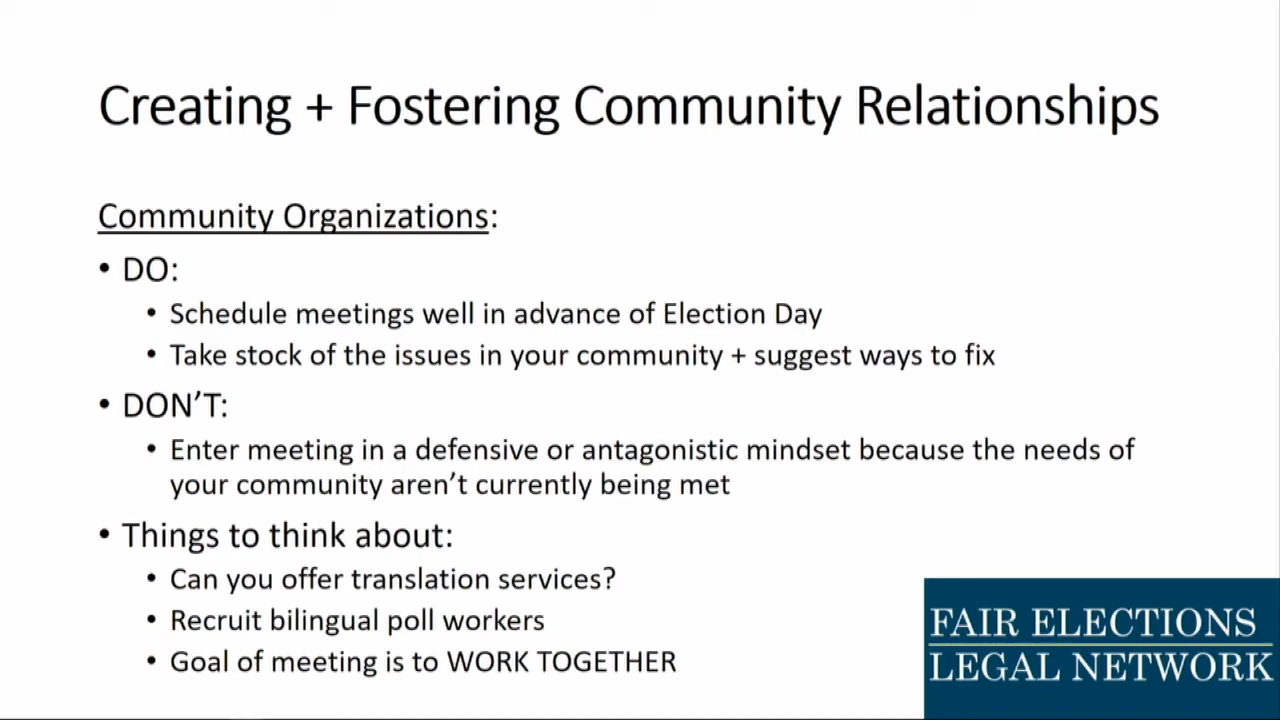 Creating + Fostering Community Relationships
Community Organizations:
• DO:
• Schedule meetings well in advance of Election Day
• Take stock of the issues in your community + suggest ways to fix
• DON’T:
• Enter meeting in a defensive or antagonistic mindset because the needs of
your community aren’t currently being met
• Things to think about:
• Can you offer translation services?
• Recruit bilingual poll workers
• Goal of meeting is to WORK TOGETHER
FAIR ELECTIONS
LEGAL NETWORK